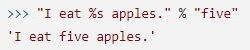 >>> "I eat %s apples." % "five"
'I eat five apples.'